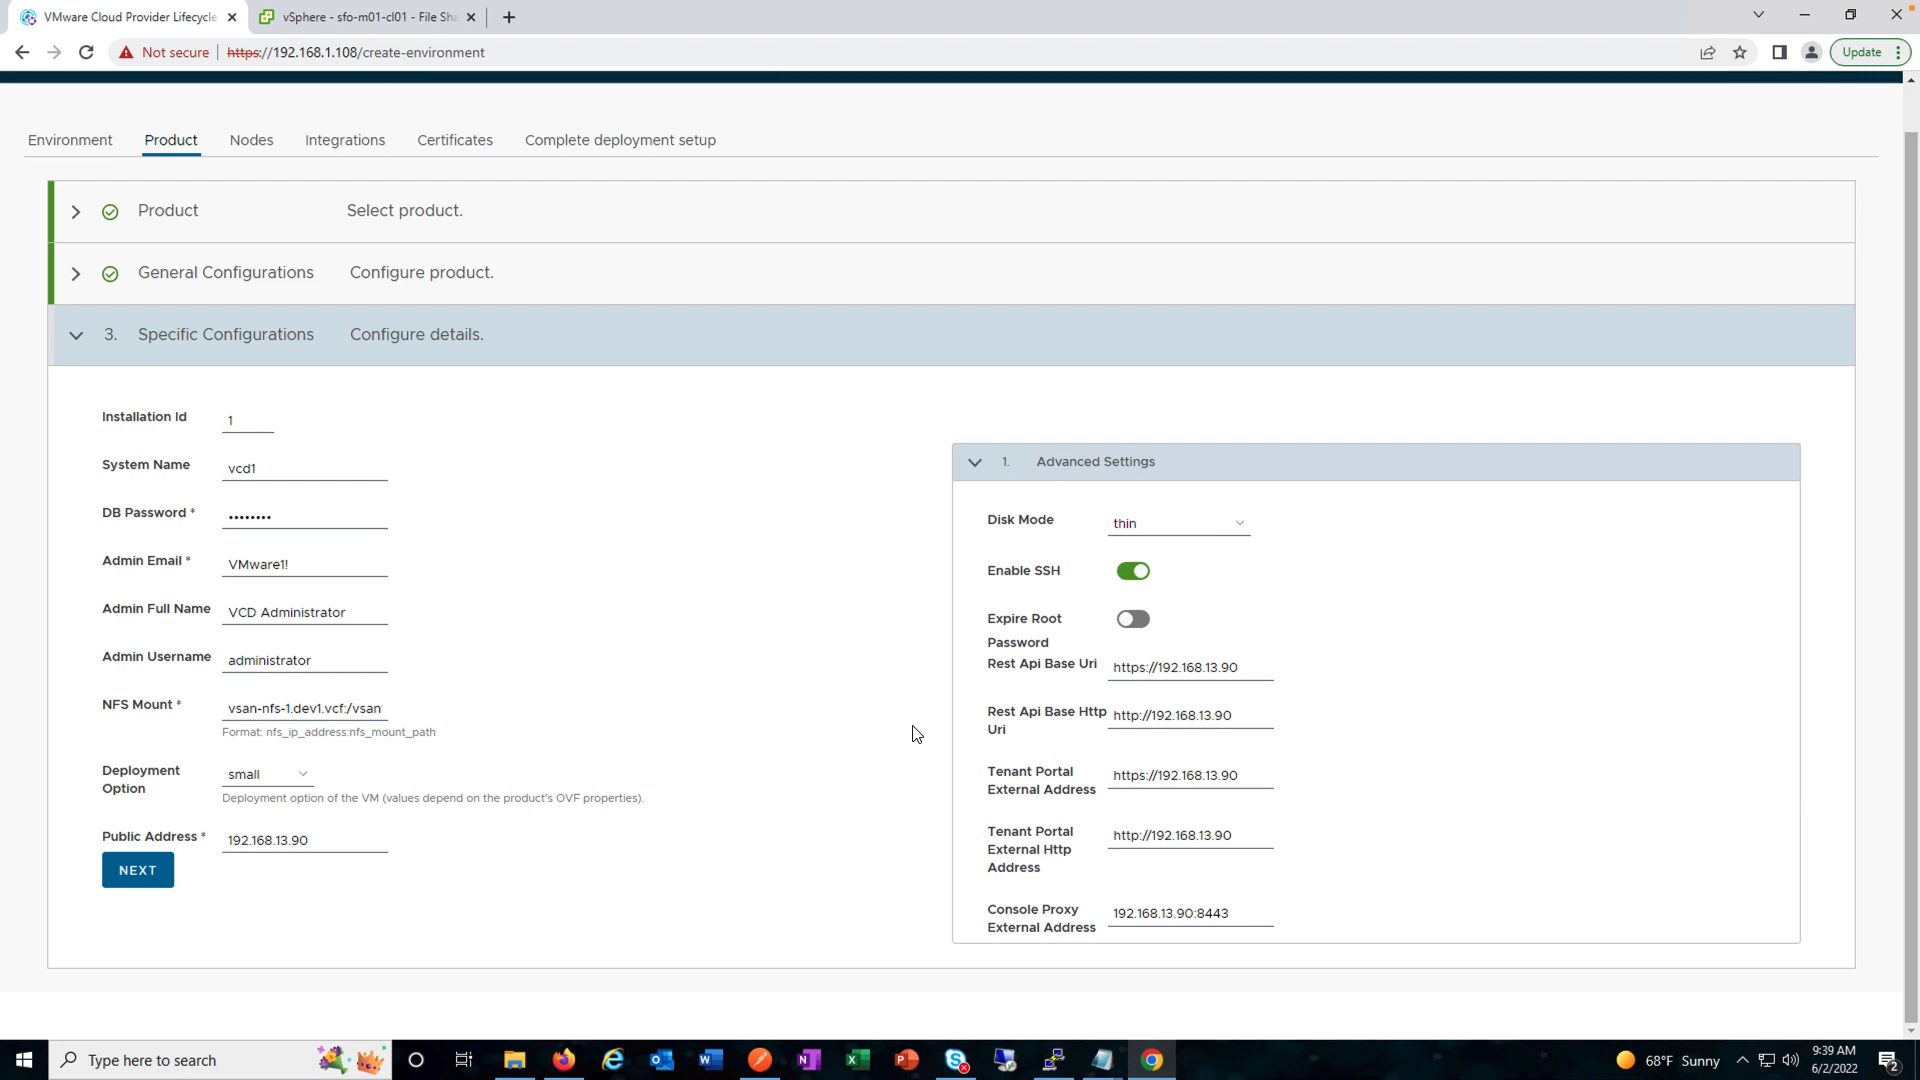 VMware Cloud Provider Lifecycle
vSphere - sfo-m01-cl01 - File Sha
Not secure
https://192.168.1.108/create-environment
Update
Environment
Product
Nodes
Integrations
Certificates
Complete deployment setup
Product
Select product.
General Configurations
Configure product.
3.
Specific Configurations
Configure details.
Installation Id
1
System Name
vcd1
DB Password *
••••••••
Admin Email *
VMware1!
Admin Full Name
VCD Administrator
Admin Username
administrator
NFS Mount *
vsan-nfs-1.dev1.vcf:/vsan
Format: nfs_ip_address:nfs_mount_path
Deployment
Option
small
Deployment option of the VM (values depend on the product's OVF properties).
Public Address *
192.168.13.90
NEXT
1.
Advanced Settings
Disk Mode
thin
Enable SSH
Expire Root
Password
Rest Api Base Uri
https://192.168.13.90
Rest Api Base Http
Uri
http://192.168.13.90
Tenant Portal
External Address
https://192.168.13.90
Tenant Portal
External Http
Address
http://192.168.13.90
Console Proxy
External Address
192.168.13.90:8443
Type here to search
68°F Sunny
9:39 AM
6/2/2022
2